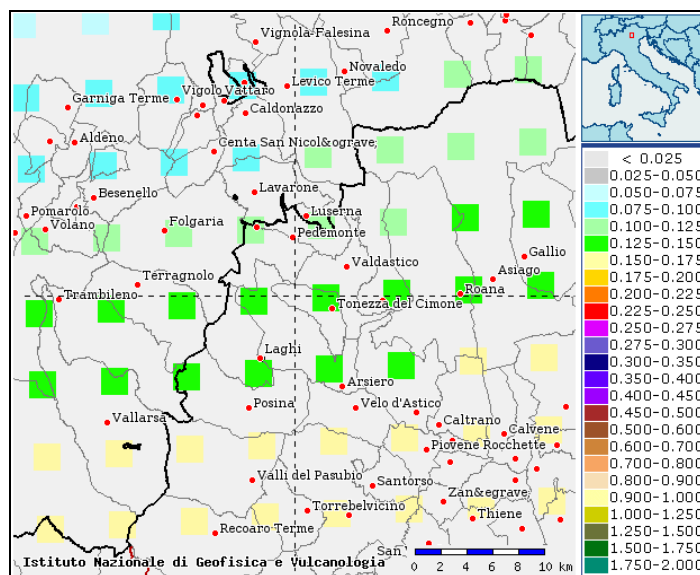 Vignola-Falesina
Roncegno
Novaledo
Levico Terme
Garniga Terme
Vigolo Vattaro
Caldonazzo
Aldeno
Centa San Nicol&ograve,
Besenello
Lavarone
Pomarolo
Luserna
Volano
Folgaria
Pedemonte
Gallio
Valdastico
Asiago
Terragnolo
Roana
Trambileno
Tonezza del Cimone
Laghi
Arsiero
Posina
Velo d'Astico
Vallarsa
Caltrano
Calvene
Piovene Rocchette
Valli del Pasubio
Santorso
Zan&egrave,
Torrebelvicino
Thiene
Recoaro Terme
San
Istituto Nazionale di Geofisica e Vulcanologia
0 2 4 6 8 10 km
< 0.025
0.025-0.050
0.050-0.075
0.075-0.100
0.100-0.125
0.125-0.150
0.150-0.175
0.175-0.200
0.200-0.225
0.225-0.250
0.250-0.275
0.275-0.300
0.300-0.350
0.350-0.400
0.400-0.450
0.450-0.500
0.500-0.600
0.600-0.700
0.700-0.800
0.800-0.900
0.900-1.000
1.000-1.250
1.250-1.500
1.500-1.750
1.750-2.000